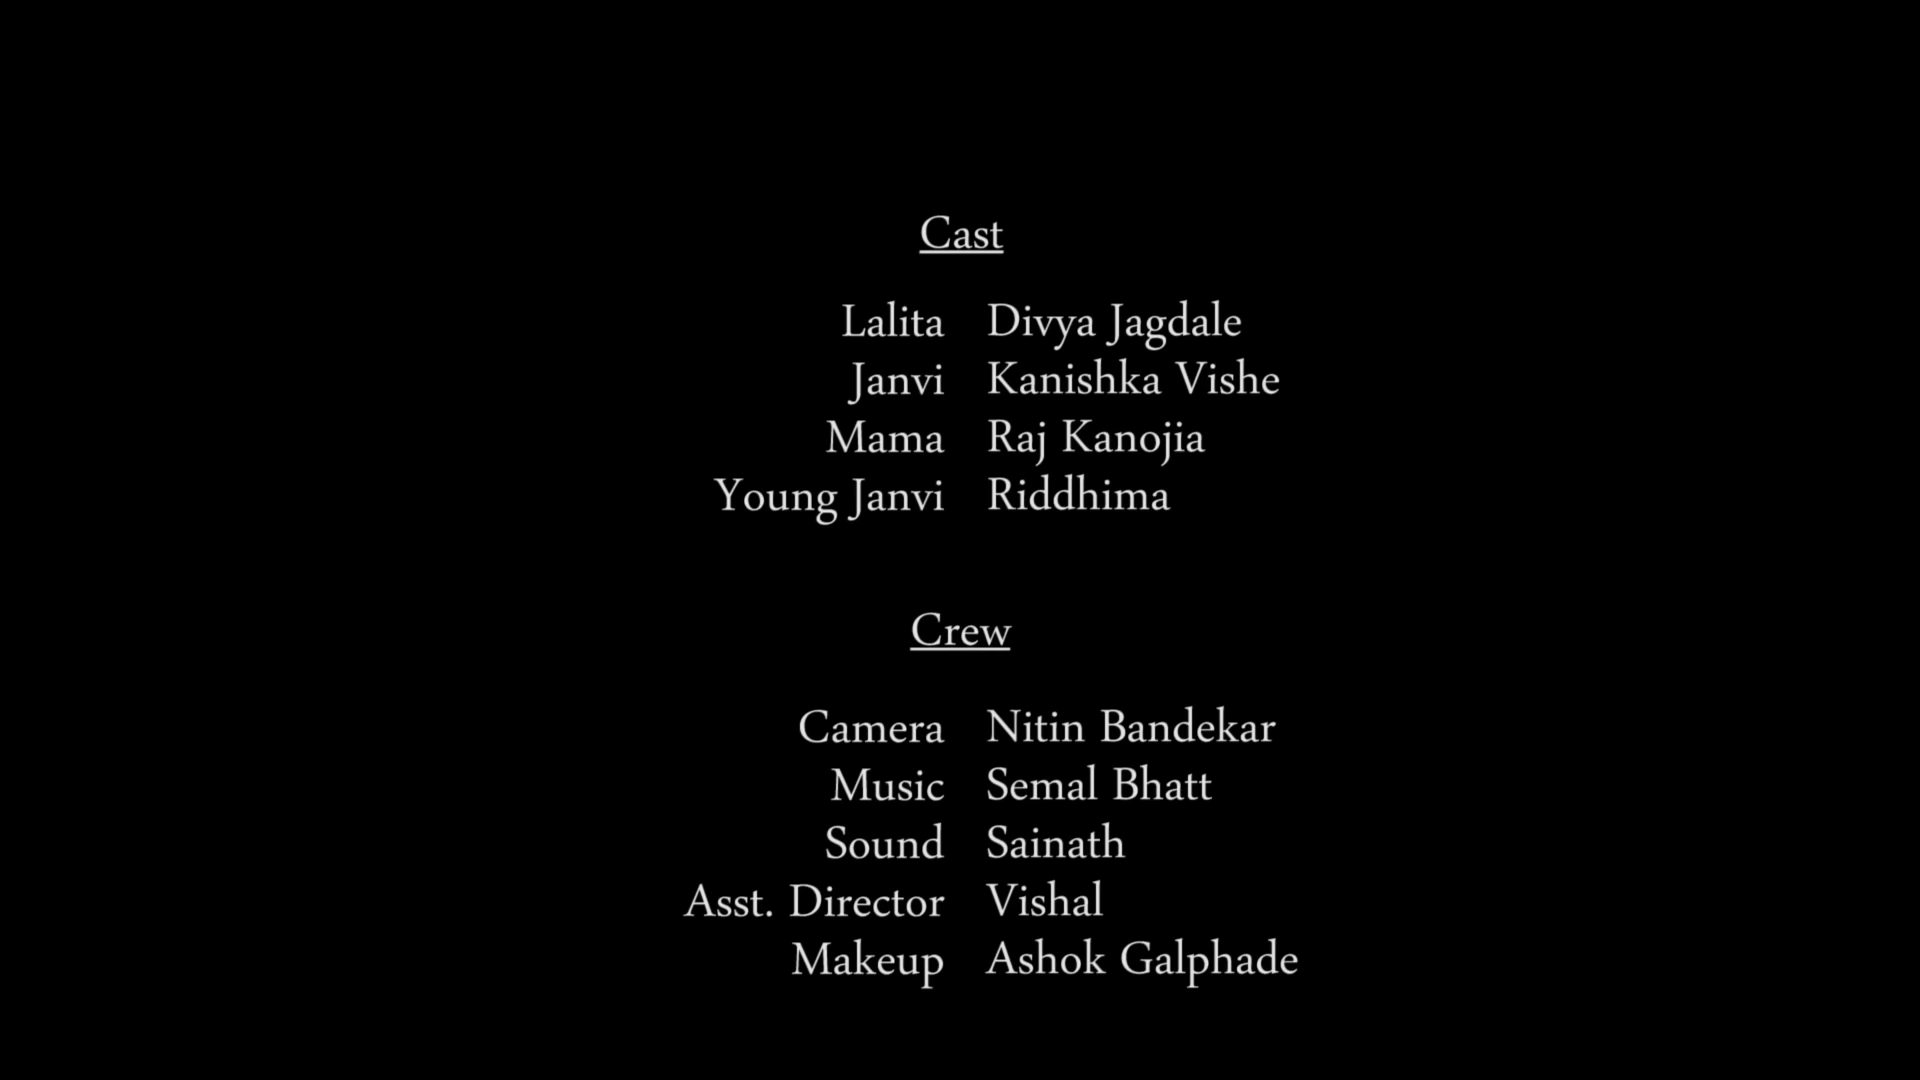 Cast
Lalita Divya Jagdale
Janvi Kanishka Vishe
Mama Raj Kanojia
Young Janvi Riddhima
Crew
Camera Nitin Bandekar
Music Semal Bhatt
Sound Sainath
Asst. Director Vishal
Makeup Ashok Galphade